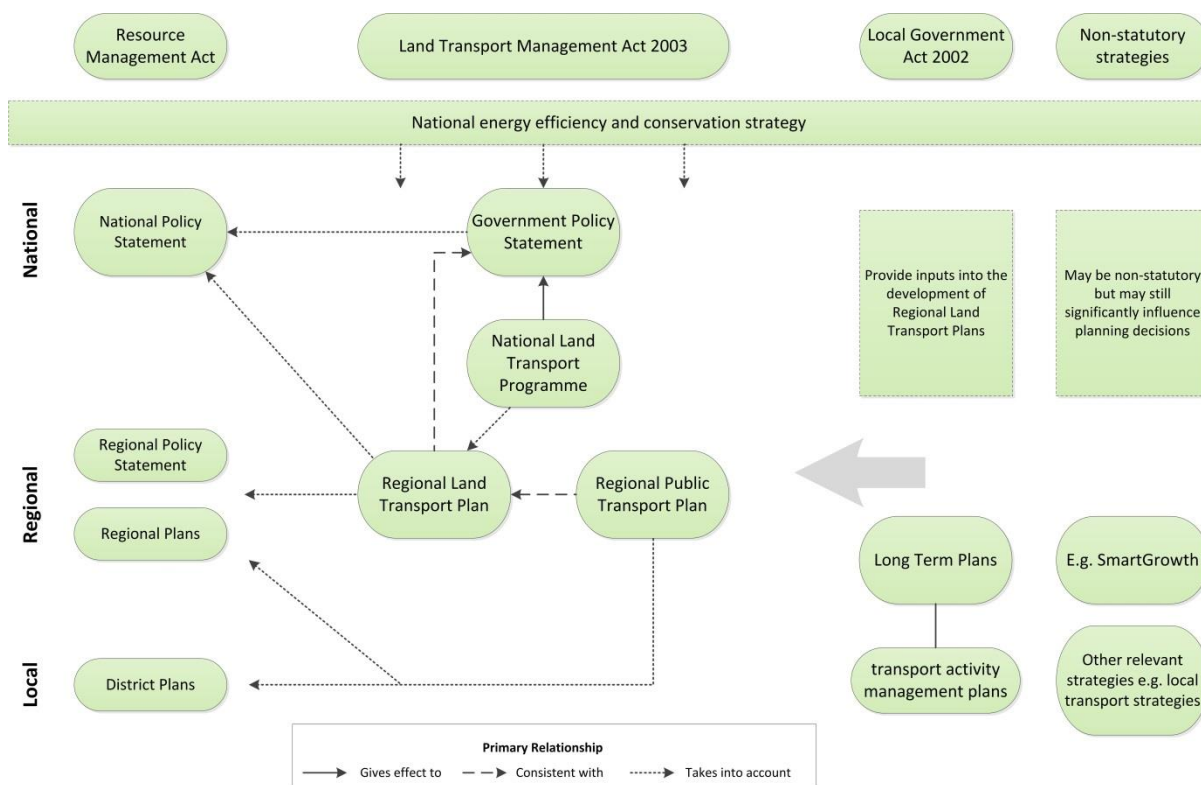 Resource
Management Act
Land Transport Management Act 2003
Local Government
Act 2002
Non-statutory
strategies
National energy efficiency and conservation strategy
National
National Policy
Statement
Government Policy
Statement
Provide inputs into the
development of
Regional Land
Transport Plans
May be non-statutory
but may still
significantly influence
planning decisions
National Land
Transport
Programme
Regional
Regional Policy
Statement
Regional Plans
Regional Land
Transport Plan
Regional Public
Transport Plan
Long Term Plans
E.g. SmartGrowth
Local
District Plans
transport activity
management plans
Other relevant
strategies e.g. local
transport strategies
Primary Relationship
Gives effect to
Consistent with
Takes into account